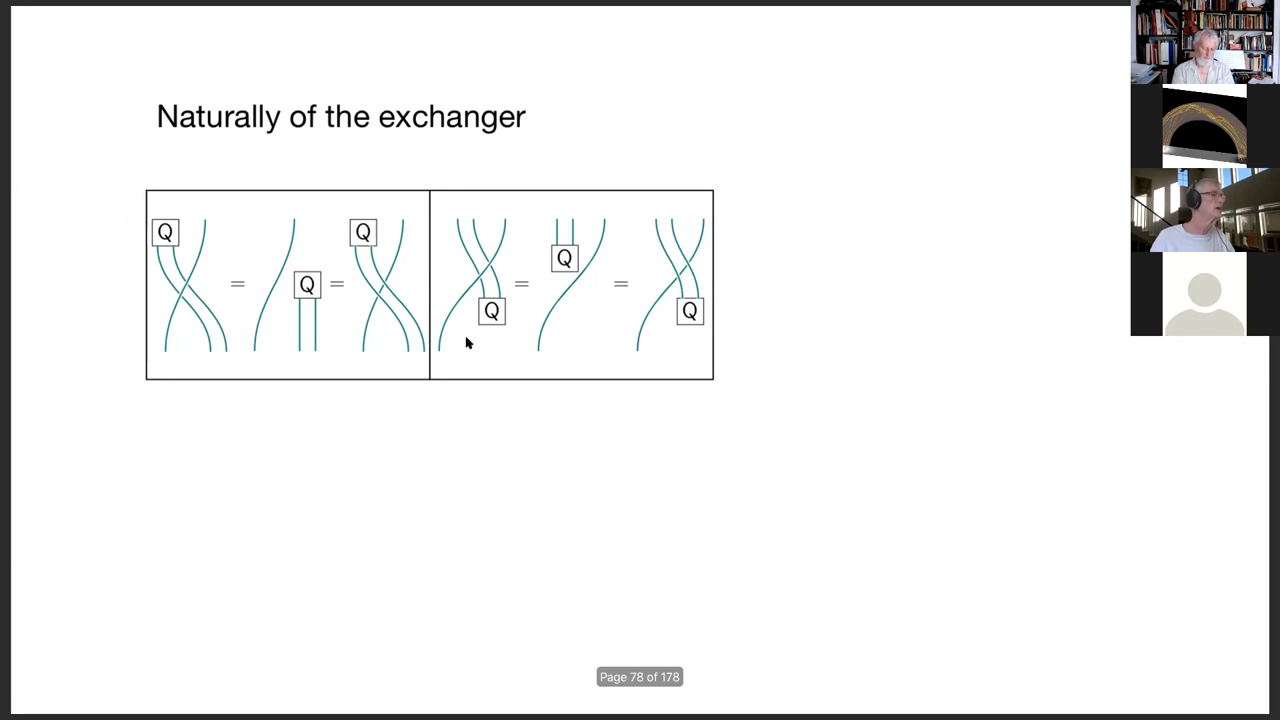 Naturally of the exchanger
Q = Q = Q
Q = Q = Q
Page 78 of 178